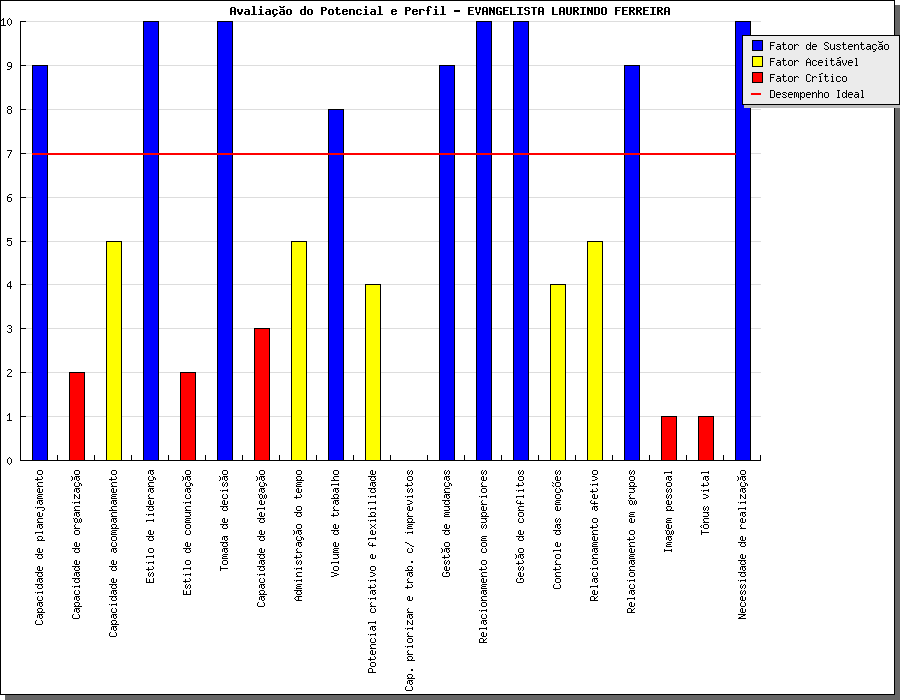 Avaliação do Potencial e Perfil - EVANGELISTA LAURINDO FERREIRA
Fator de Sustentação
Fator Aceitável
Fator Crítico
Desempenho Ideal
10
9
8
7
6
5
4
3
2
1
0
Capacidade de planejamento
Capacidade de organização
Capacidade de acompanhamento
Estilo de liderança
Estilo de comunicação
Tomada de decisão
Capacidade de delegação
Administração do tempo
Volume de trabalho
Potencial criativo e flexibilidade
Cap. priorizar e trab. c/ imprevistos
Gestão de mudanças
Relacionamento com superiores
Gestão de conflitos
Controle das emoções
Relacionamento afetivo
Relacionamento em grupos
Imagem pessoal
Tônus vital
Necessidade de realização